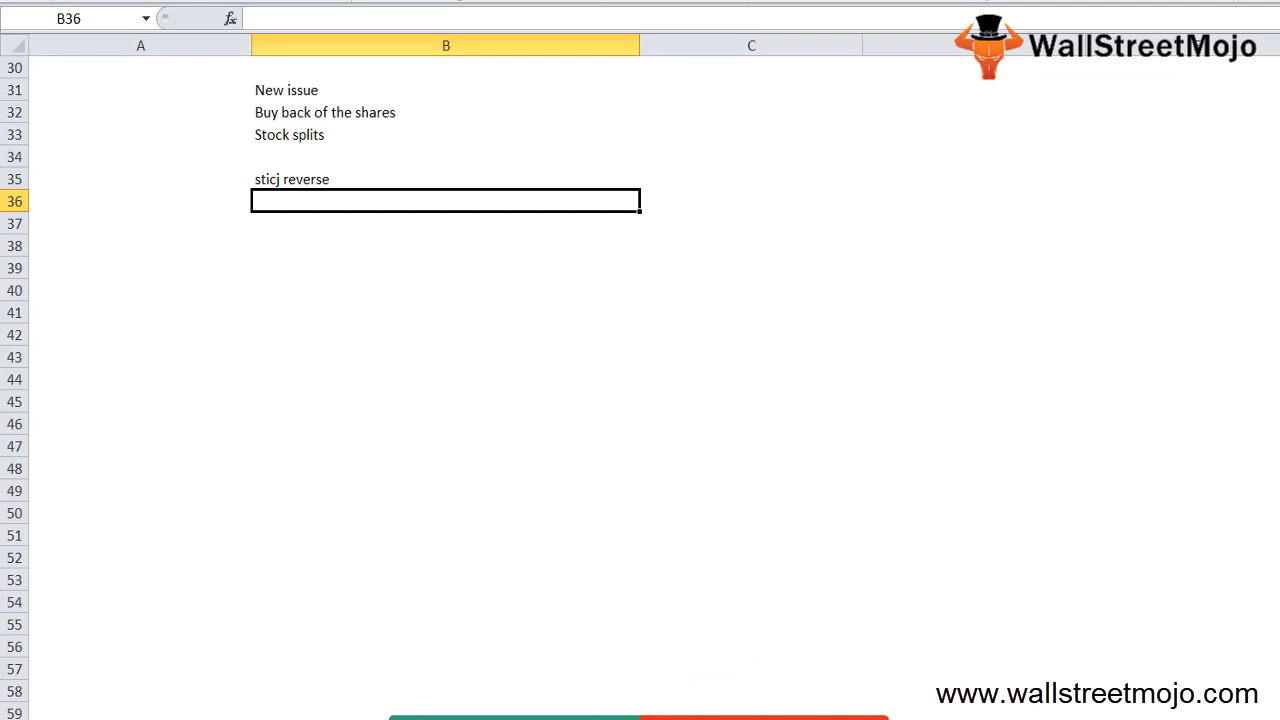 B36
fx
A B C
WallStreetMojo
30
31 New issue
32 Buy back of the shares
33 Stock splits
34
35 sticj reverse
36
37
38
39
40
41
42
43
44
45
46
47
48
49
50
51
52
53
54
55
56
57
58
59
www.wallstreetmojo.com